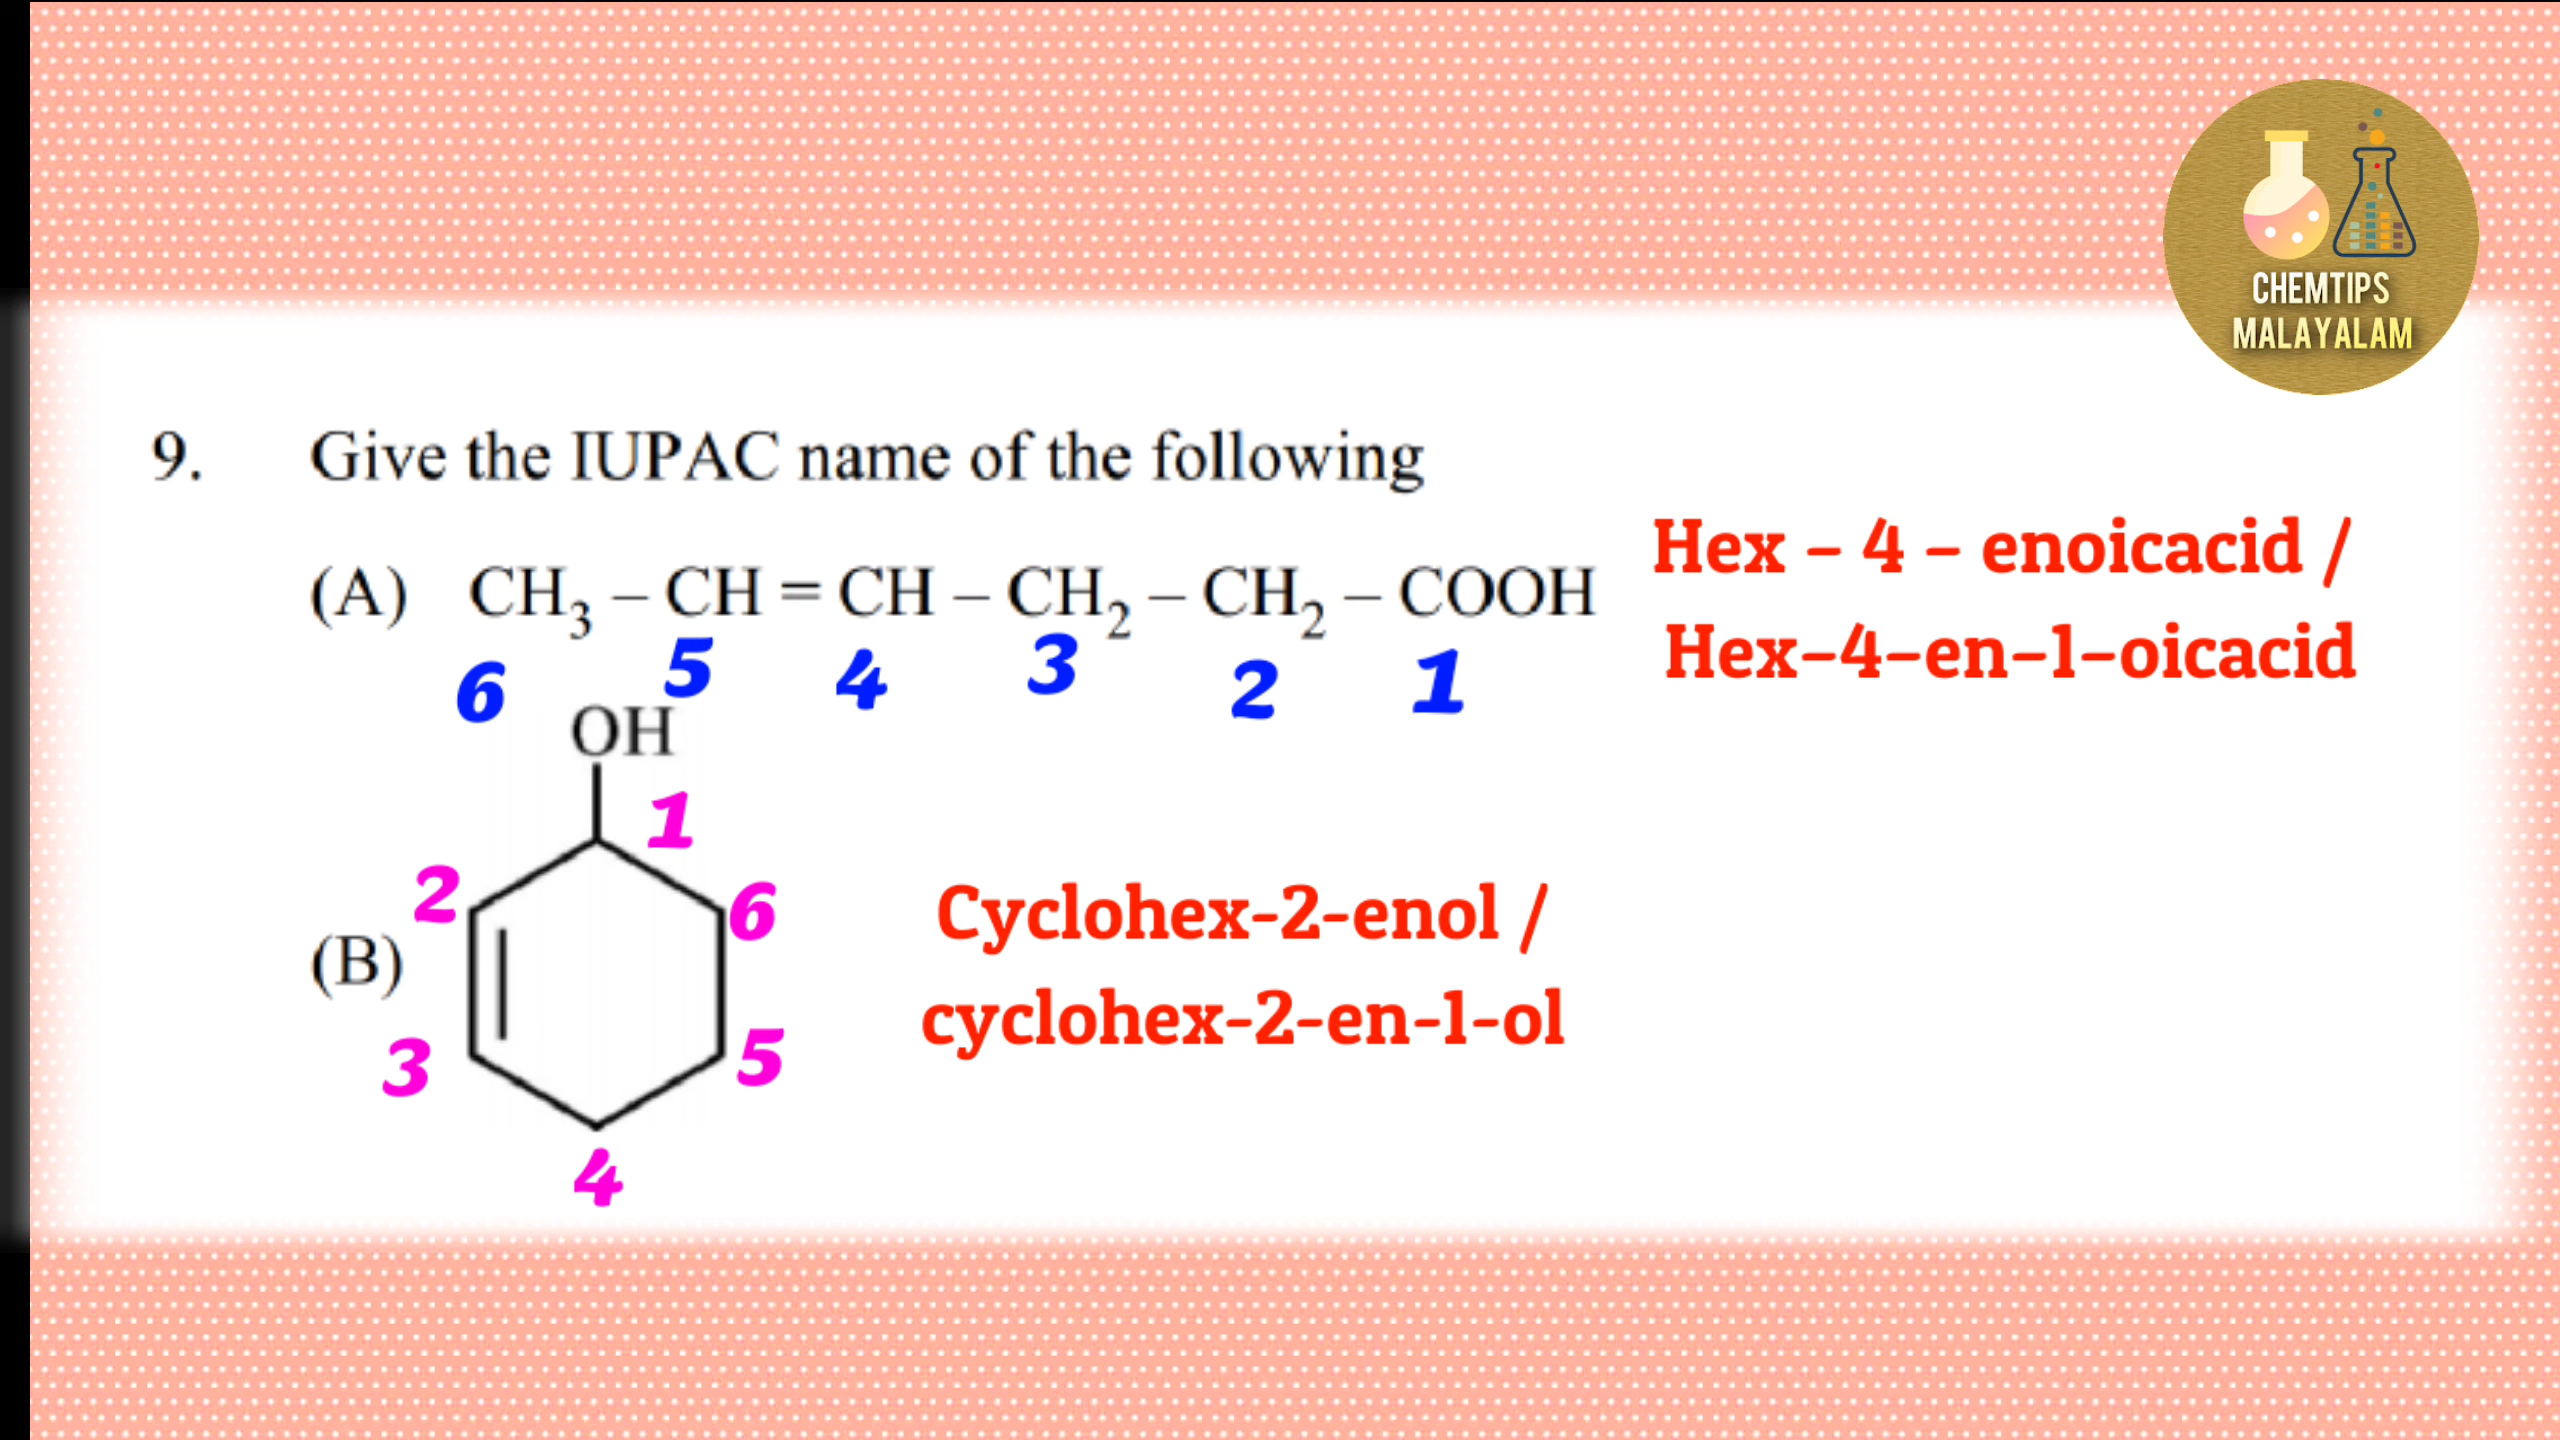 CHEMTIPS
MALAYALAM
9. Give the IUPAC name of the following
(A) CH₃ – CH = CH – CH₂ – CH₂ – COOH
6 5 4 3 2 1
Hex – 4 – enoicacid /
Hex–4–en–1–oicacid
OH
1
2
6
(B)
3
5
4
Cyclohex-2-enol /
cyclohex-2-en-1-ol